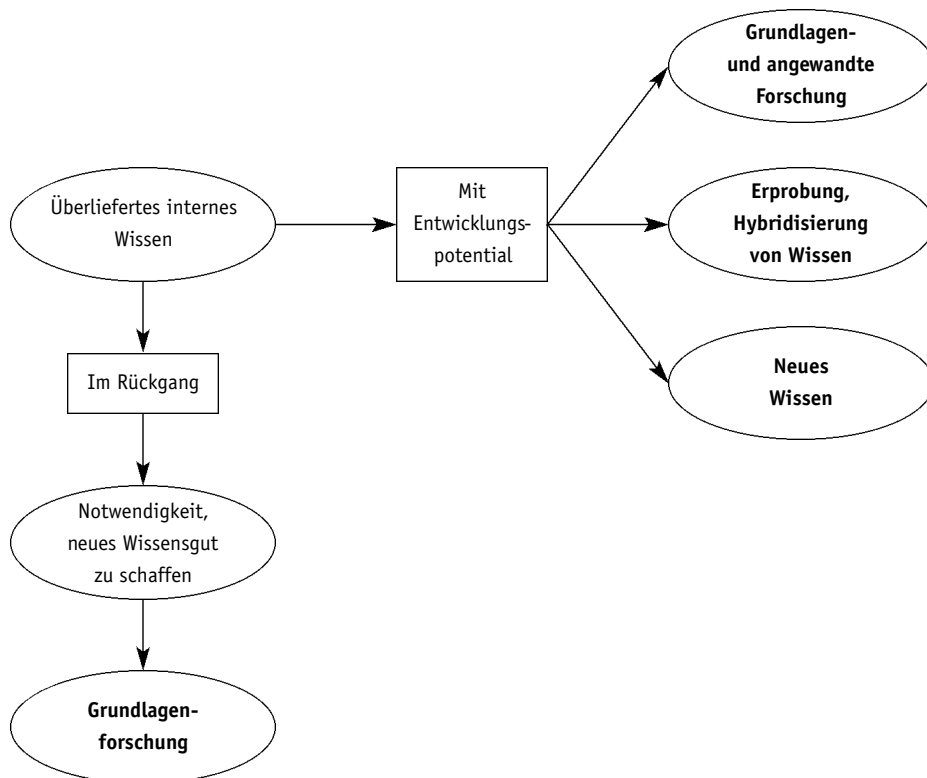 Grundlagen-
und angewandte
Forschung
Überliefertes internes
Wissen
Mit
Entwicklungs-
potential
Erprobung,
Hybridisierung
von Wissen
Im Rückgang
Neues
Wissen
Notwendigkeit,
neues Wissensgut
zu schaffen
Grundlagen-
forschung